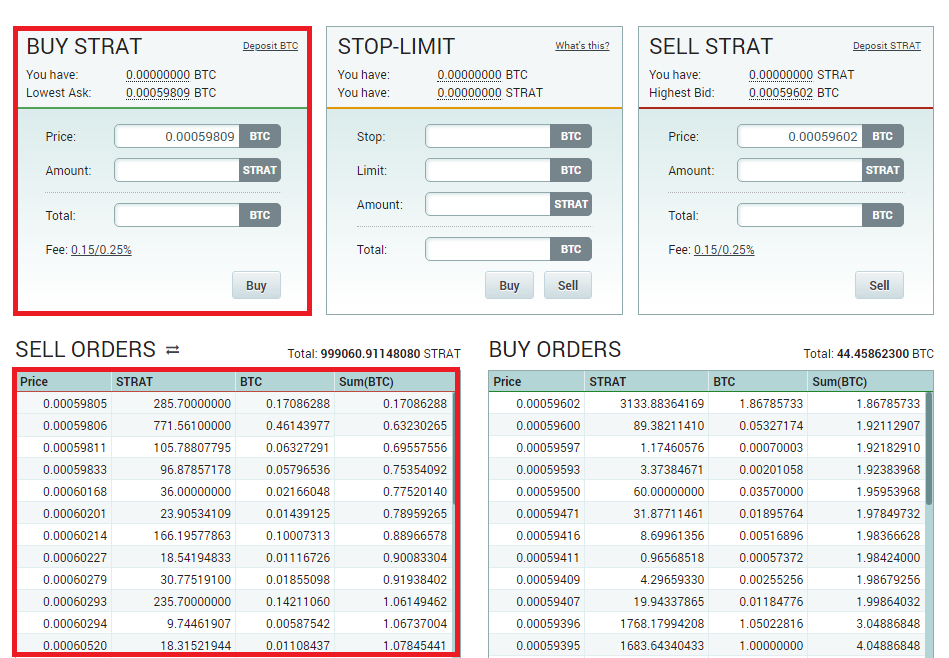 BUY STRAT Deposit BTC
You have: 0.00000000 BTC
Lowest Ask: 0.00059809 BTC
Price: 0.00059809 BTC
Amount: STRAT
Total: BTC
Fee: 0.15/0.25%
Buy
STOP-LIMIT What's this?
You have: 0.00000000 BTC
You have: 0.00000000 STRAT
Stop: BTC
Limit: BTC
Amount: STRAT
Total: BTC
Buy Sell
SELL STRAT Deposit STRAT
You have: 0.00000000 STRAT
Highest Bid: 0.00059602 BTC
Price: 0.00059602 BTC
Amount: STRAT
Total: BTC
Fee: 0.15/0.25%
Sell
SELL ORDERS Total: 999060.91148080 STRAT
Price STRAT BTC Sum(BTC)
0.00059805 285.70000000 0.17086288 0.17086288
0.00059806 771.56100000 0.46143977 0.63230265
0.00059811 105.78807795 0.06327291 0.69557556
0.00059833 96.87857178 0.05796536 0.75354092
0.00060168 36.00000000 0.02166048 0.77520140
0.00060201 23.90534109 0.01439125 0.78959265
0.00060214 166.19577863 0.10007313 0.88966578
0.00060227 18.54194833 0.01116726 0.90083304
0.00060279 30.77519100 0.01855098 0.91938402
0.00060293 235.70000000 0.14211060 1.06149462
0.00060294 9.74461907 0.00587542 1.06737004
0.00060520 18.31521944 0.01108437 1.07845441
BUY ORDERS Total: 44.45862300 BTC
Price STRAT BTC Sum(BTC)
0.00059602 3133.88364169 1.86785733 1.86785733
0.00059600 89.38211410 0.05327174 1.92112907
0.00059597 1.17460576 0.00070003 1.92182910
0.00059593 3.37384671 0.00201058 1.92383968
0.00059500 60.00000000 0.03570000 1.95953968
0.00059471 31.87711461 0.01895764 1.97849732
0.00059416 8.69961356 0.00516896 1.98366628
0.00059411 0.96568518 0.00057372 1.98424000
0.00059409 4.29659330 0.00255256 1.98679256
0.00059407 19.94337865 0.01184776 1.99864032
0.00059396 1768.17994208 1.05022816 3.04886848
0.00059395 1683.64340433 1.00000000 4.04886848